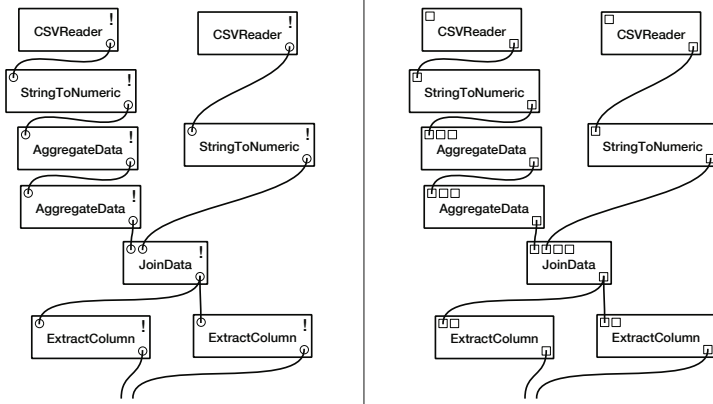 CSVReader !
CSVReader !
StringToNumeric !
AggregateData !
StringToNumeric !
AggregateData !
JoinData !
ExtractColumn !
ExtractColumn !
CSVReader
CSVReader
StringToNumeric
AggregateData
StringToNumeric
AggregateData
JoinData
ExtractColumn
ExtractColumn